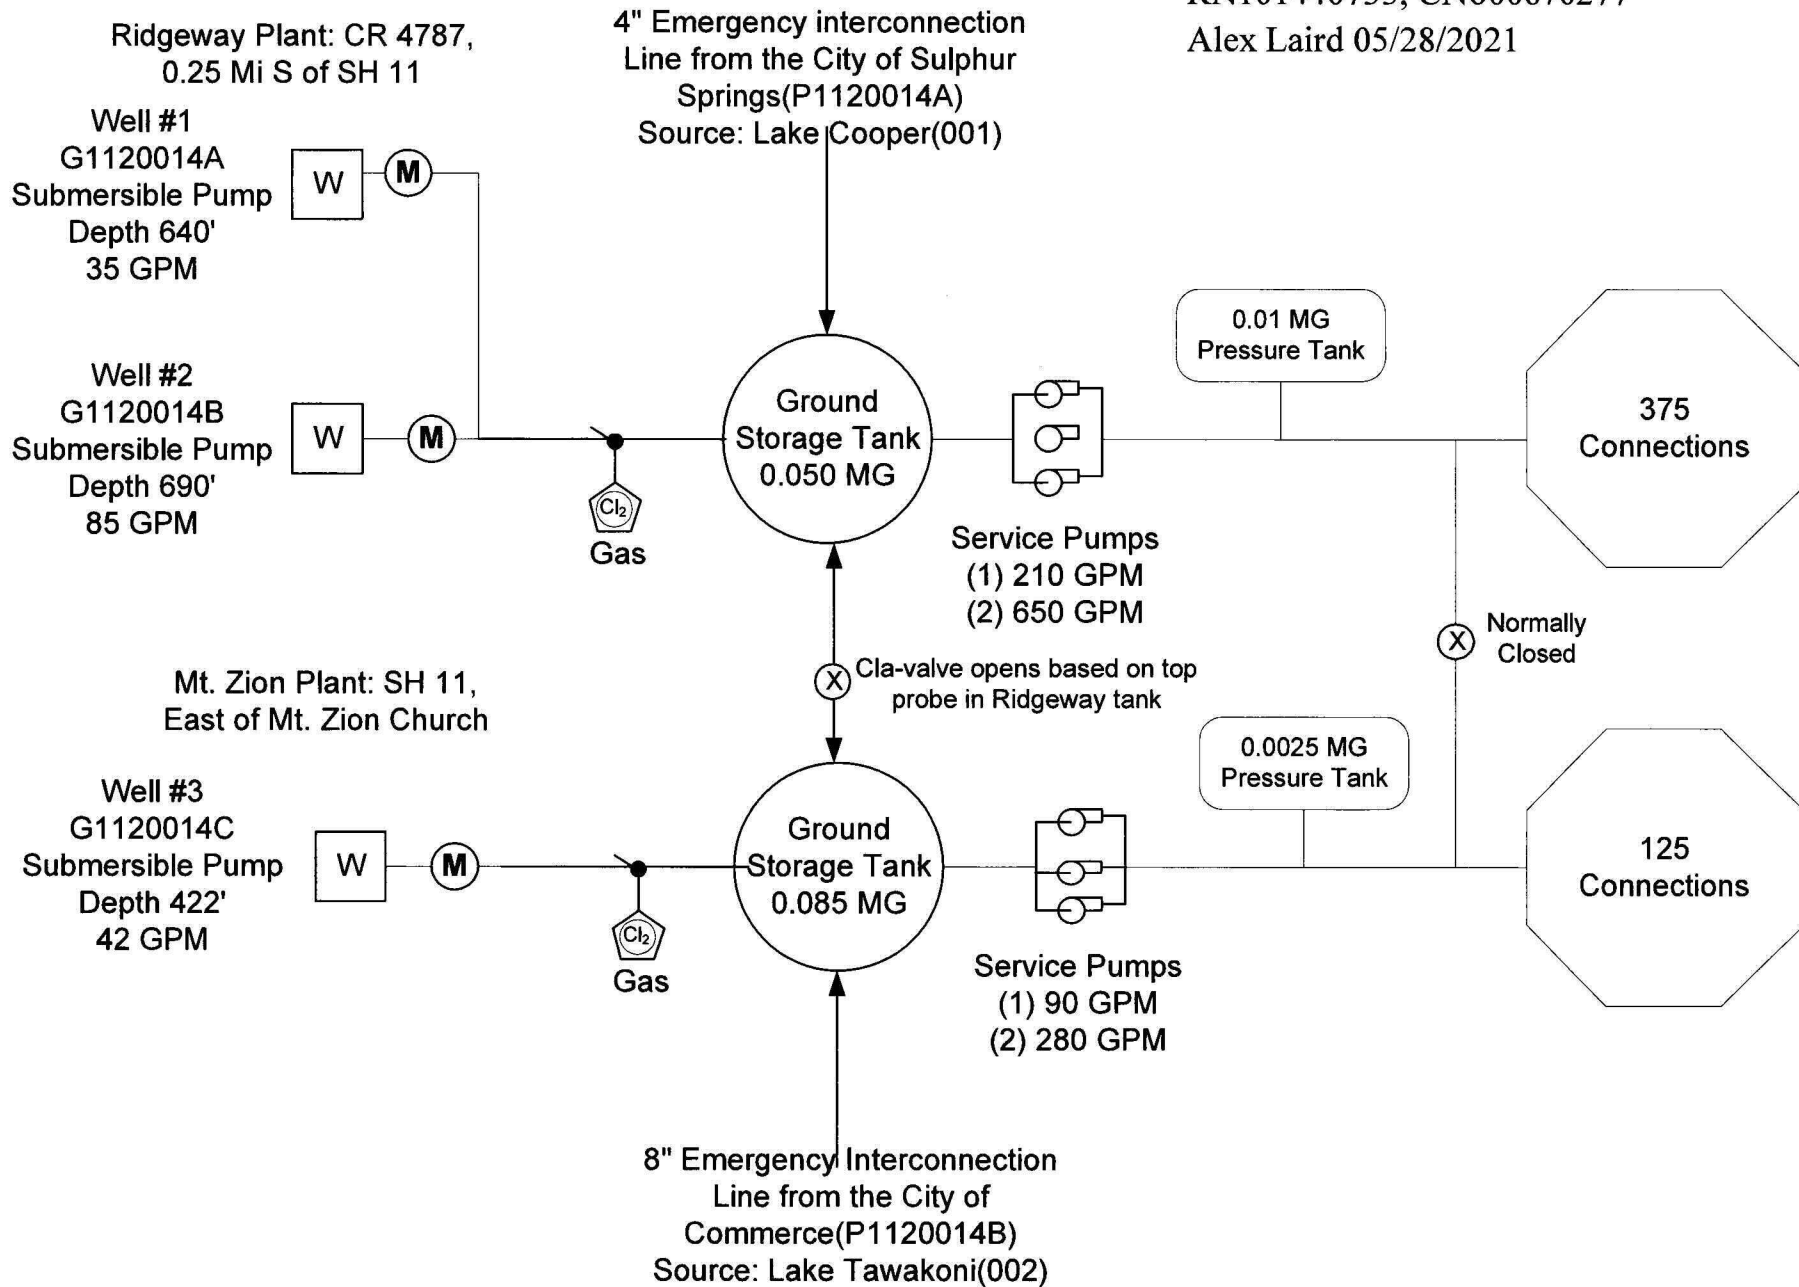 Alex Laird 05/28/2021
Ridgeway Plant: CR 4787,
0.25 Mi S of SH 11
4" Emergency interconnection
Line from the City of Sulphur
Springs(P1120014A)
Source: Lake Cooper(001)
Well #1
G1120014A
Submersible Pump
Depth 640'
35 GPM
W
M
Well #2
G1120014B
Submersible Pump
Depth 690'
85 GPM
W
M
Cl2
Gas
Ground
Storage Tank
0.050 MG
Service Pumps
(1) 210 GPM
(2) 650 GPM
0.01 MG
Pressure Tank
375
Connections
X
Normally
Closed
X
Cla-valve opens based on top
probe in Ridgeway tank
Mt. Zion Plant: SH 11,
East of Mt. Zion Church
Well #3
G1120014C
Submersible Pump
Depth 422'
42 GPM
W
M
Cl2
Gas
Ground
Storage Tank
0.085 MG
Service Pumps
(1) 90 GPM
(2) 280 GPM
0.0025 MG
Pressure Tank
125
Connections
8" Emergency Interconnection
Line from the City of
Commerce(P1120014B)
Source: Lake Tawakoni(002)